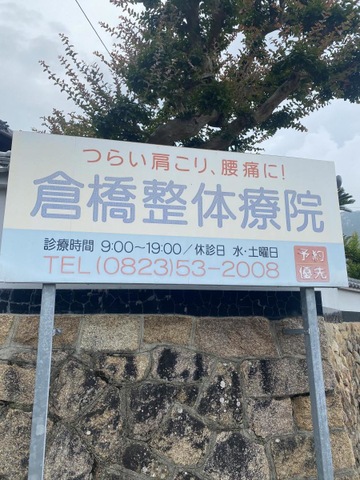 つらい肩こり、腰痛に!
倉橋整体療院
診療時間 9:00〜19:00/休診日 水・土曜日
TEL(0823)53-2008
予約
優先